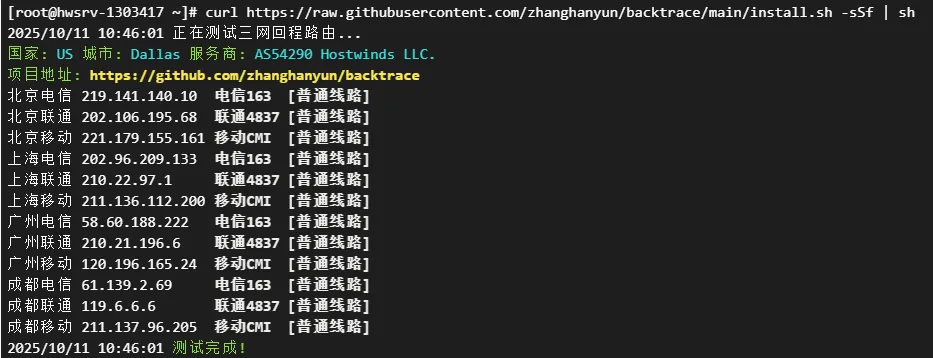 [root@hwsrv-1303417 ~]# curl https://raw.githubusercontent.com/zhanghanyun/backtrace/main/install.sh -sSf | sh
2025/10/11 10:46:01 正在测试三网回程路由...
国家: US 城市: Dallas 服务商: AS54290 Hostwinds LLC.
项目地址: https://github.com/zhanghanyun/backtrace
北京电信 219.141.140.10 电信163 [普通线路]
北京联通 202.106.195.68 联通4837 [普通线路]
北京移动 221.179.155.161 移动CMI [普通线路]
上海电信 202.96.209.133 电信163 [普通线路]
上海联通 210.22.97.1 联通4837 [普通线路]
上海移动 211.136.112.200 移动CMI [普通线路]
广州电信 58.60.188.222 电信163 [普通线路]
广州联通 210.21.196.6 联通4837 [普通线路]
广州移动 120.196.165.24 移动CMI [普通线路]
成都电信 61.139.2.69 电信163 [普通线路]
成都联通 119.6.6.6 联通4837 [普通线路]
成都移动 211.137.96.205 移动CMI [普通线路]
2025/10/11 10:46:01 测试完成!